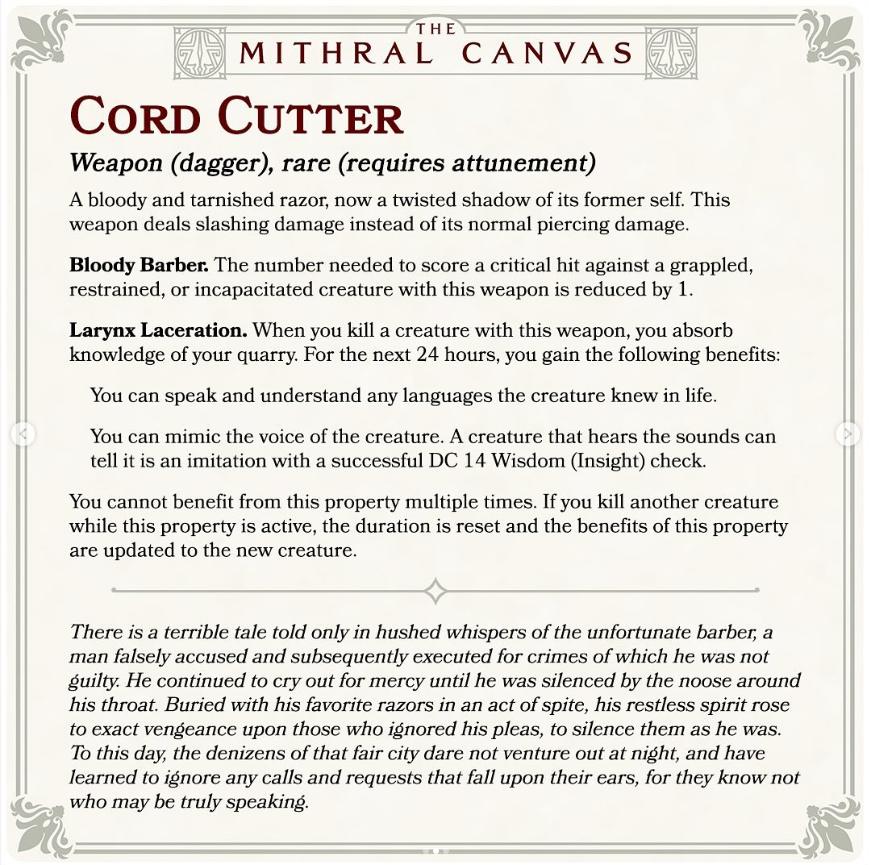 THE
MITHRAL CANVAS
CORD CUTTER
Weapon (dagger), rare (requires attunement)
A bloody and tarnished razor, now a twisted shadow of its former self. This
weapon deals slashing damage instead of its normal piercing damage.
Bloody Barber. The number needed to score a critical hit against a grappled,
restrained, or incapacitated creature with this weapon is reduced by 1.
Larynx Laceration. When you kill a creature with this weapon, you absorb
knowledge of your quarry. For the next 24 hours, you gain the following benefits:
You can speak and understand any languages the creature knew in life.
You can mimic the voice of the creature. A creature that hears the sounds can
tell it is an imitation with a successful DC 14 Wisdom (Insight) check.
You cannot benefit from this property multiple times. If you kill another creature
while this property is active, the duration is reset and the benefits of this property
are updated to the new creature.
There is a terrible tale told only in hushed whispers of the unfortunate barber, a
man falsely accused and subsequently executed for crimes of which he was not
guilty. He continued to cry out for mercy until he was silenced by the noose around
his throat. Buried with his favorite razors in an act of spite, his restless spirit rose
to exact vengeance upon those who ignored his pleas, to silence them as he was.
To this day, the denizens of that fair city dare not venture out at night, and have
learned to ignore any calls and requests that fall upon their ears, for they know not
who may be truly speaking.